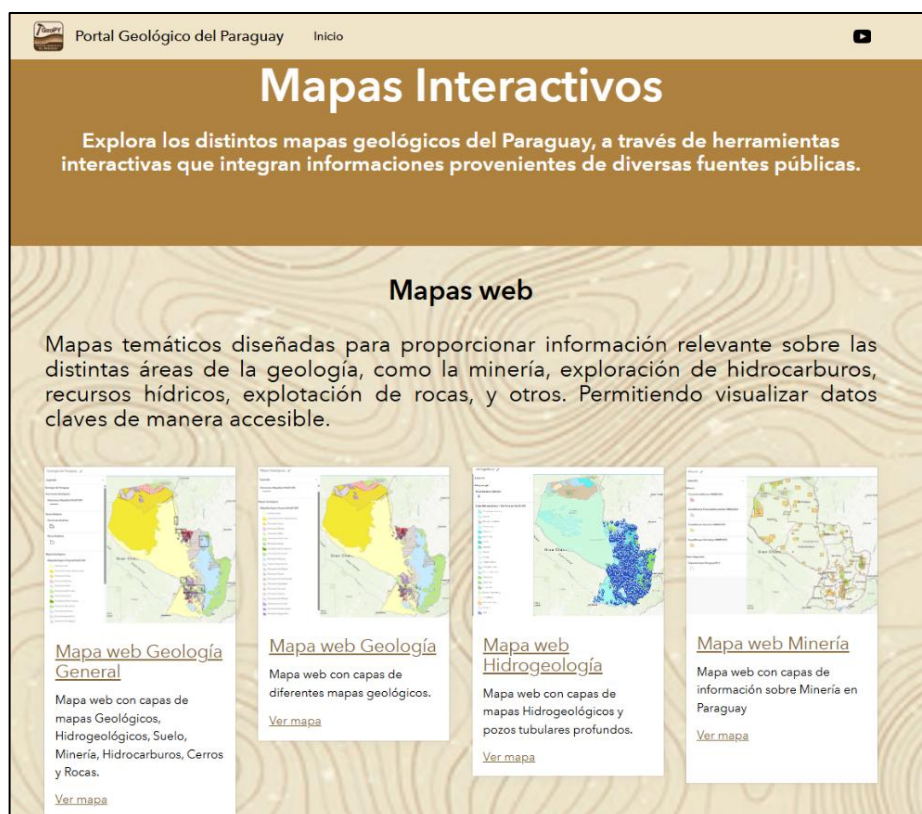 Portal Geológico del Paraguay
Inicio
Mapas Interactivos
Explora los distintos mapas geológicos del Paraguay, a través de herramientas
interactivas que integran informaciones provenientes de diversas fuentes públicas.
Mapas web
Mapas temáticos diseñadas para proporcionar información relevante sobre las
distintas áreas de la geología, como la minería, exploración de hidrocarburos,
recursos hídricos, explotación de rocas, y otros. Permitiendo visualizar datos
claves de manera accesible.
Mapa web Geología
General
Mapa web con capas de
mapas Geológicos,
Hidrogeológicos, Suelo,
Minería, Hidrocarburos, Cerros
y Rocas.
Ver mapa
Mapa web Geología
Mapa web con capas de
diferentes mapas geológicos.
Ver mapa
Mapa web
Hidrogeología
Mapa web con capas de
mapas Hidrogeológicos y
pozos tubulares profundos.
Ver mapa
Mapa web Minería
Mapa web con capas de
información sobre Minería en
Paraguay
Ver mapa